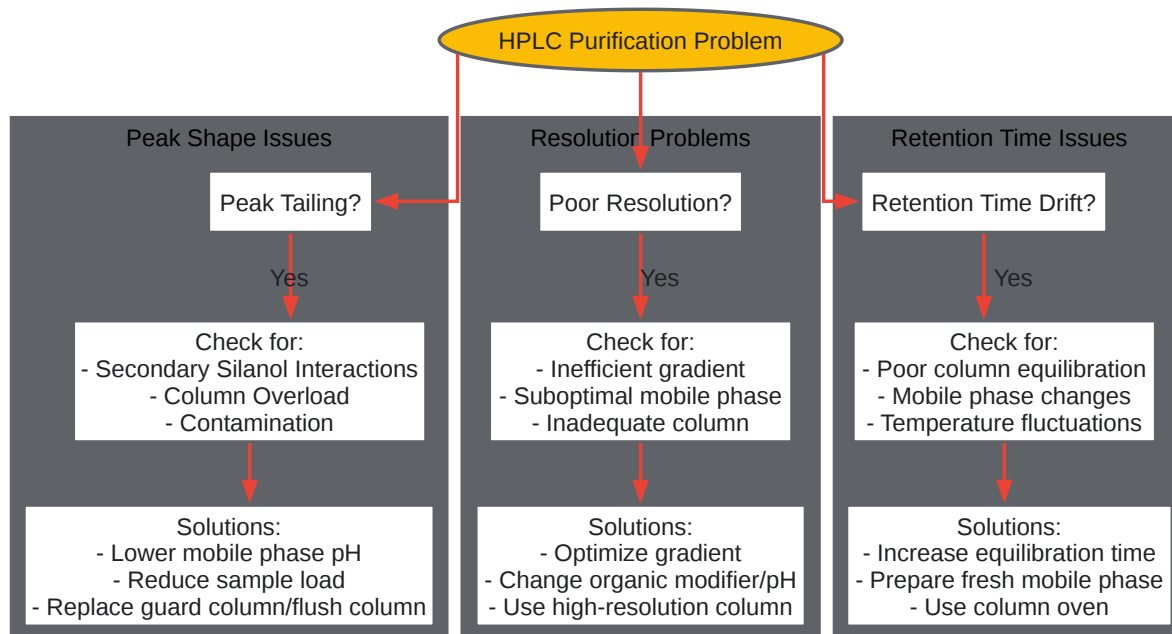 HPLC Purification Problem
Peak Shape Issues
Peak Tailing?
Yes
Check for:
- Secondary Silanol Interactions
- Column Overload
- Contamination
Solutions:
- Lower mobile phase pH
- Reduce sample load
- Replace guard column/flush column
Resolution Problems
Poor Resolution?
Yes
Check for:
- Inefficient gradient
- Suboptimal mobile phase
- Inadequate column
Solutions:
- Optimize gradient
- Change organic modifier/pH
- Use high-resolution column
Retention Time Issues
Retention Time Drift?
Yes
Check for:
- Poor column equilibration
- Mobile phase changes
- Temperature fluctuations
Solutions:
- Increase equilibration time
- Prepare fresh mobile phase
- Use column oven